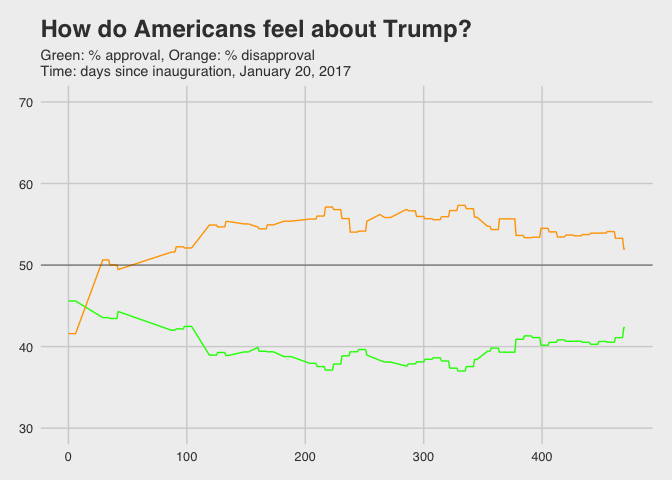 How do Americans feel about Trump?
Green: % approval, Orange: % disapproval
Time: days since inauguration, January 20, 2017
70
60
50
40
30
0 100 200 300 400